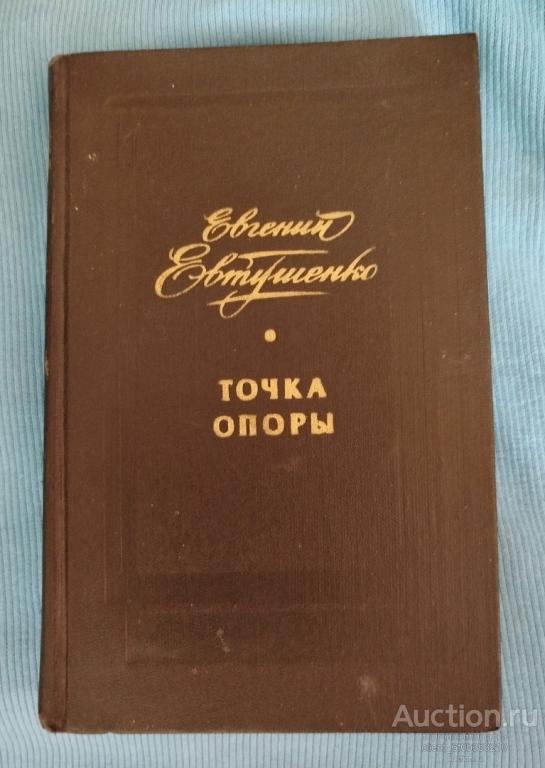 Евгений
Евтушенко
ТОЧКА
ОПОРЫ
Auction.ru